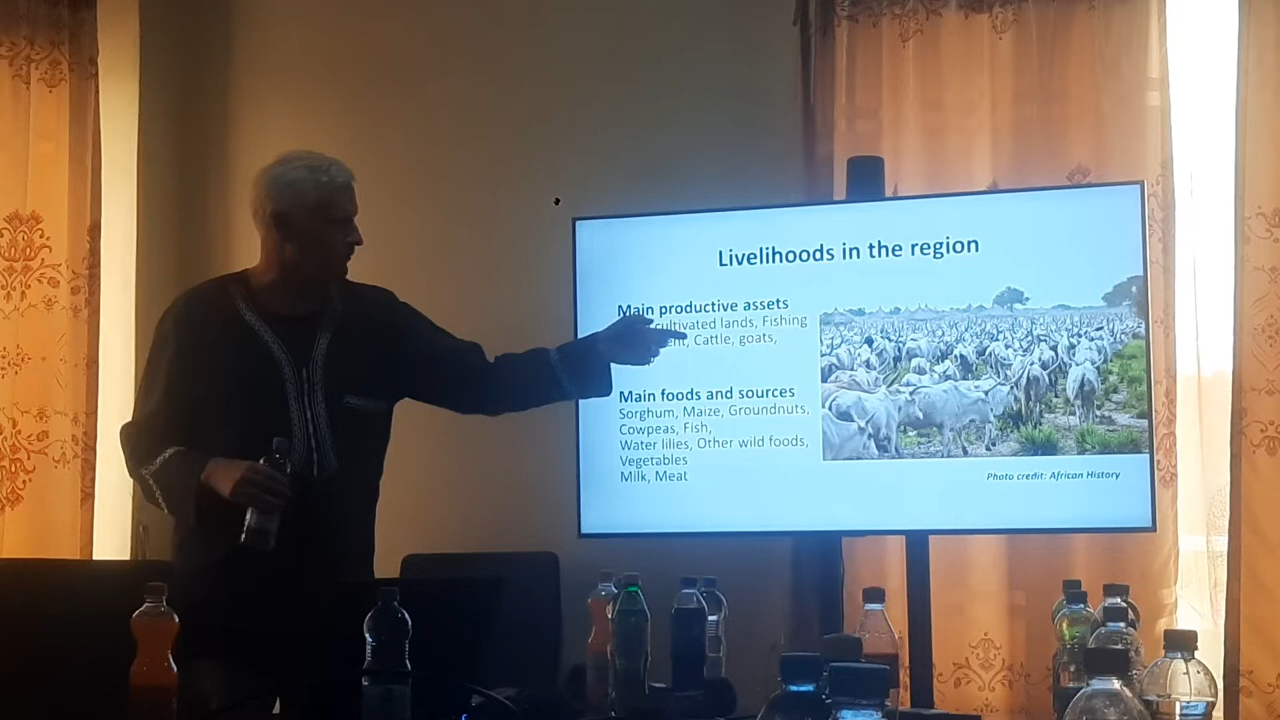 Livelihoods in the region
Main productive assets
cultivated lands, Fishing
Cattle, goats,
Main foods and sources
Sorghum, Maize, Groundnuts,
Cowpeas, Fish,
Water lilies, Other wild foods,
Vegetables
Milk, Meat
Photo credit: African History